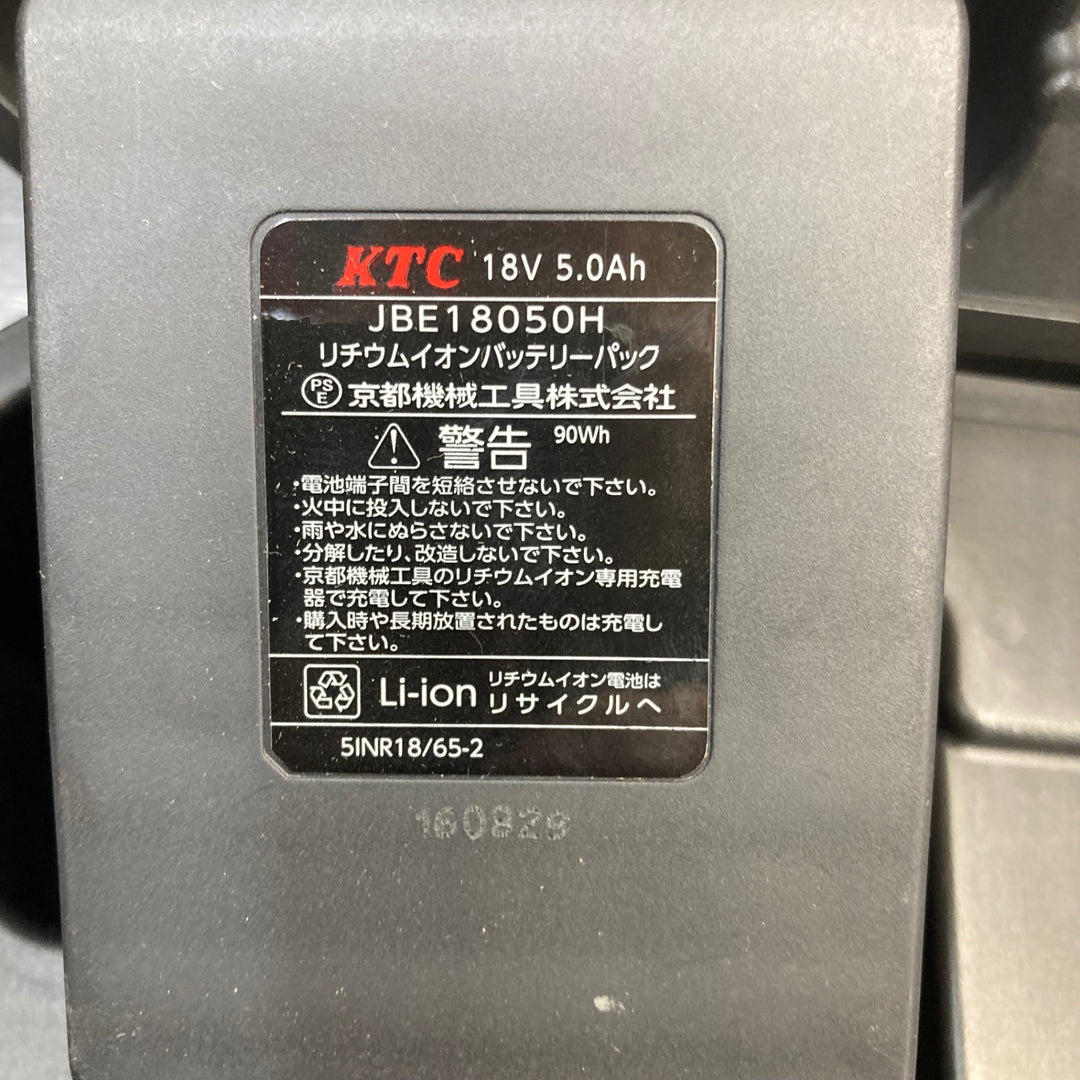 KTC 18V 5.0Ah
JBE18050H
リチウムイオンバッテリーパック
PSE 京都機械工具株式会社
警告 90Wh
・電池端子間を短絡させないで下さい。
・火中に投入しないで下さい。
・雨や水にぬらさないで下さい。
・分解したり、改造しないで下さい。
・京都機械工具のリチウムイオン専用充電
器で充電して下さい。
・購入時や長期放置されたものは充電し
て下さい。
Li-ion リチウムイオン電池は
リサイクルへ
5INR18/65-2
160829